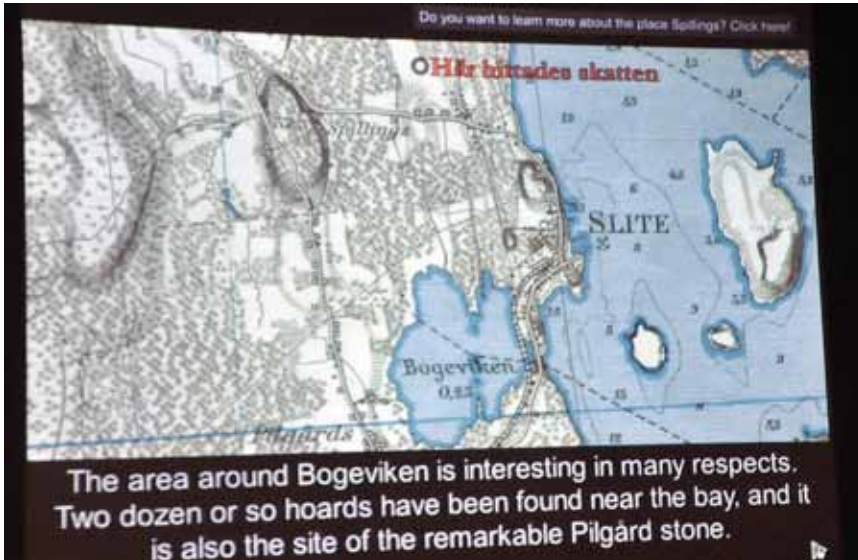 Do you want to learn more about the place Spillings? Click here!
Här hittades skatten
Spillings
SLITE
Bogeviken
0,2
Pilgårds
The area around Bogeviken is interesting in many respects.
Two dozen or so hoards have been found near the bay, and it
is also the site of the remarkable Pilgård stone.